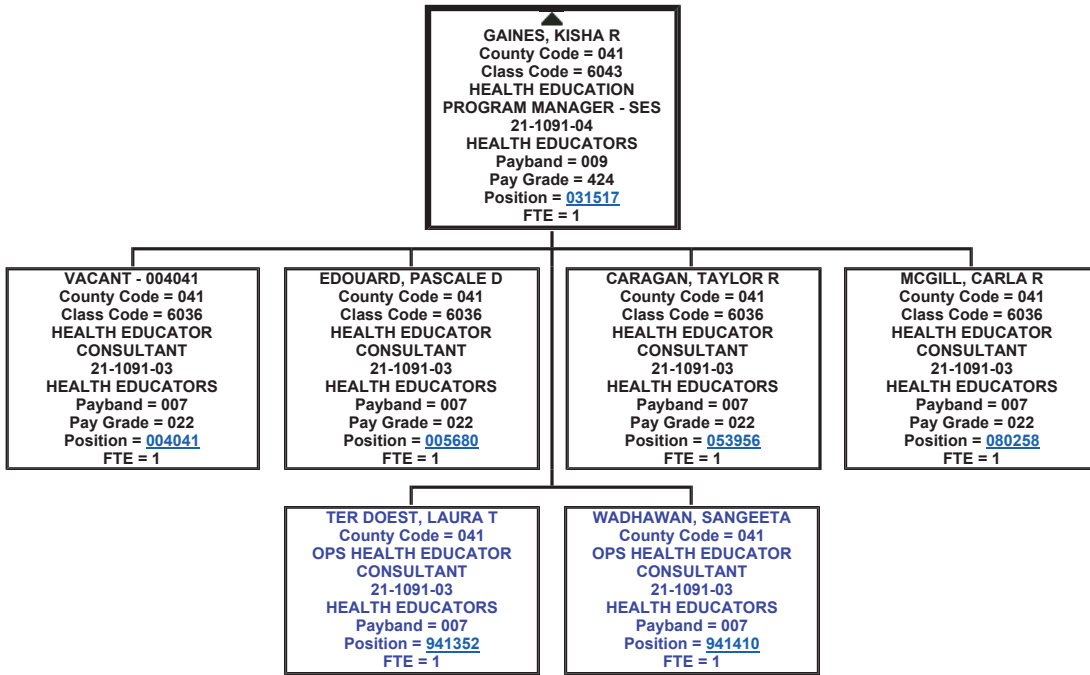 GAINES, KISHA R
County Code = 041
Class Code = 6043
HEALTH EDUCATION
PROGRAM MANAGER - SES
21-1091-04
HEALTH EDUCATORS
Payband = 009
Pay Grade = 424
Position = 031517
FTE = 1
VACANT - 004041
County Code = 041
Class Code = 6036
HEALTH EDUCATOR
CONSULTANT
21-1091-03
HEALTH EDUCATORS
Payband = 007
Pay Grade = 022
Position = 004041
FTE = 1
EDOUARD, PASCALE D
County Code = 041
Class Code = 6036
HEALTH EDUCATOR
CONSULTANT
21-1091-03
HEALTH EDUCATORS
Payband = 007
Pay Grade = 022
Position = 005680
FTE = 1
CARAGAN, TAYLOR R
County Code = 041
Class Code = 6036
HEALTH EDUCATOR
CONSULTANT
21-1091-03
HEALTH EDUCATORS
Payband = 007
Pay Grade = 022
Position = 053956
FTE = 1
MCGILL, CARLA R
County Code = 041
Class Code = 6036
HEALTH EDUCATOR
CONSULTANT
21-1091-03
HEALTH EDUCATORS
Payband = 007
Pay Grade = 022
Position = 080258
FTE = 1
TER DOEST, LAURA T
County Code = 041
OPS HEALTH EDUCATOR
CONSULTANT
21-1091-03
HEALTH EDUCATORS
Payband = 007
Position = 941352
FTE = 1
WADHAWAN, SANGEETA
County Code = 041
OPS HEALTH EDUCATOR
CONSULTANT
21-1091-03
HEALTH EDUCATORS
Payband = 007
Position = 941410
FTE = 1